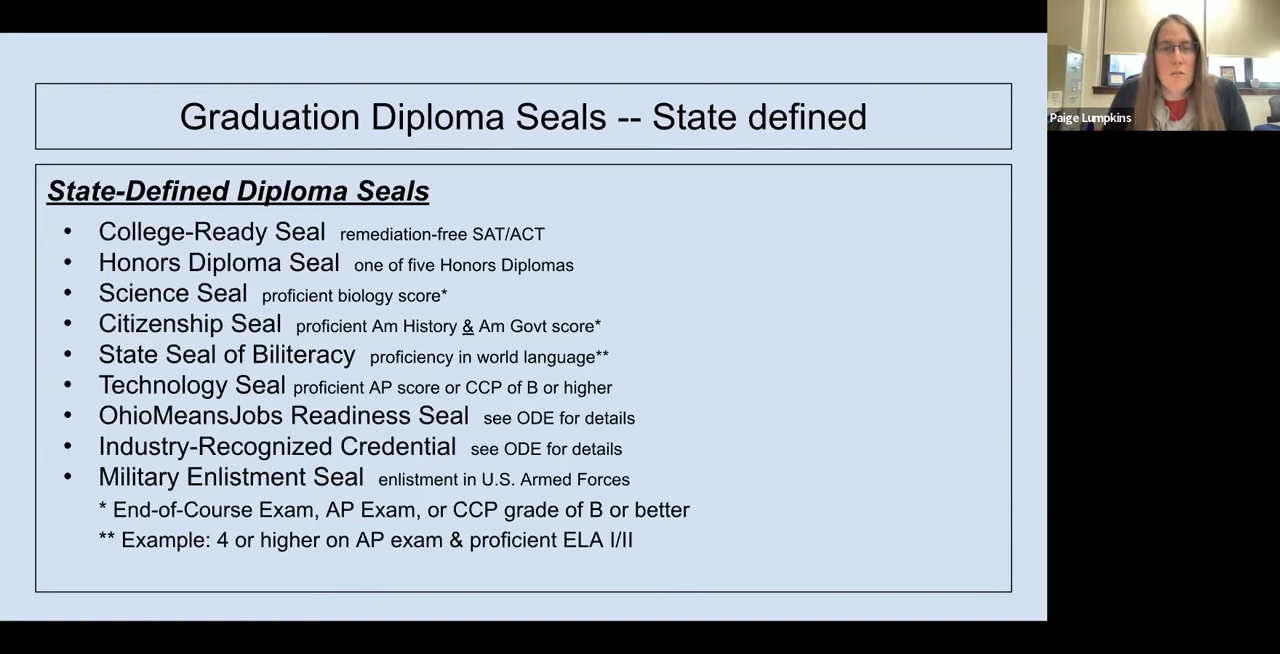 Graduation Diploma Seals -- State defined
Paige Lumpkins
State-Defined Diploma Seals
• College-Ready Seal remediation-free SAT/ACT
• Honors Diploma Seal one of five Honors Diplomas
• Science Seal proficient biology score*
• Citizenship Seal proficient Am History & Am Govt score*
• State Seal of Biliteracy proficiency in world language**
• Technology Seal proficient AP score or CCP of B or higher
• OhioMeansJobs Readiness Seal see ODE for details
• Industry-Recognized Credential see ODE for details
• Military Enlistment Seal enlistment in U.S. Armed Forces
* End-of-Course Exam, AP Exam, or CCP grade of B or better
** Example: 4 or higher on AP exam & proficient ELA I/II